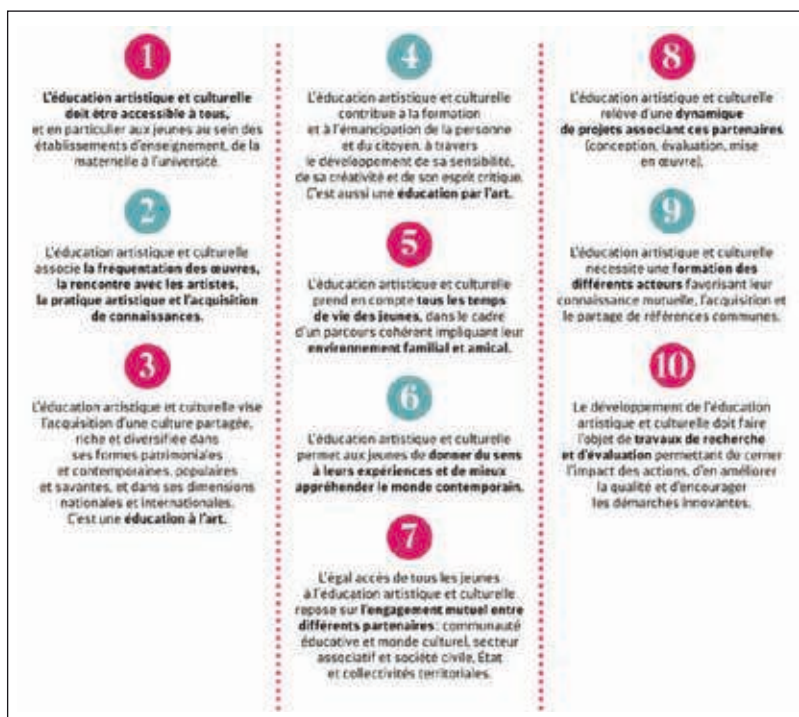 1
L'éducation artistique et culturelle
doit être accessible à tous,
et en particulier aux jeunes au sein des
établissements d'enseignement, de la
maternelle à l'université.
2
L'éducation artistique et culturelle
associe la fréquentation des œuvres,
la rencontre avec les artistes,
la pratique artistique et l'acquisition
de connaissances.
3
L'éducation artistique et culturelle vise
l'acquisition d'une culture partagée,
riche et diversifiée dans
ses formes patrimoniales
et contemporaines, populaires
et savantes, et dans ses dimensions
nationales et internationales.
C'est une éducation à l'art.
4
L'éducation artistique et culturelle
contribue à la formation
et à l'émancipation de la personne
et du citoyen, à travers
le développement de sa sensibilité,
de sa créativité et de son esprit critique.
C'est aussi une éducation par l'art.
5
L'éducation artistique et culturelle
prend en compte tous les temps
de vie des jeunes, dans le cadre
d'un parcours cohérent impliquant leur
environnement familial et amical.
6
L'éducation artistique et culturelle
permet aux jeunes de donner du sens
à leurs expériences et de mieux
appréhender le monde contemporain.
7
L'égal accès de tous les jeunes
à l'éducation artistique et culturelle
repose sur l'engagement mutuel entre
différents partenaires : communauté
éducative et monde culturel, secteur
associatif et société civile, État
et collectivités territoriales.
8
L'éducation artistique et culturelle
relève d'une dynamique
de projets associant ces partenaires
(conception, évaluation, mise
en œuvre).
9
L'éducation artistique et culturelle
nécessite une formation des
différents acteurs favorisant leur
connaissance mutuelle, l'acquisition et
le partage de références communes.
10
Le développement de l'éducation
artistique et culturelle doit faire
l'objet de travaux de recherche
et d'évaluation permettant de cerner
l'impact des actions, d'en améliorer
la qualité et d'encourager
les démarches innovantes.